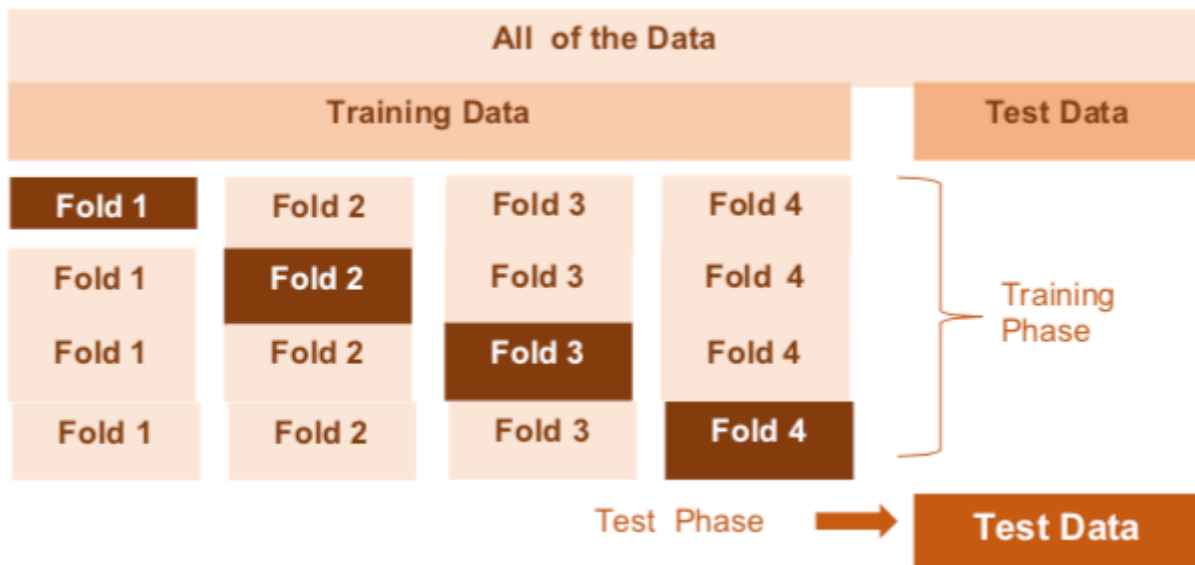 All of the Data
Training Data
Test Data
Fold 1
Fold 2
Fold 3
Fold 4
Fold 1
Fold 2
Fold 3
Fold 4
Fold 1
Fold 2
Fold 3
Fold 4
Fold 1
Fold 2
Fold 3
Fold 4
Training
Phase
Test Phase
Test Data